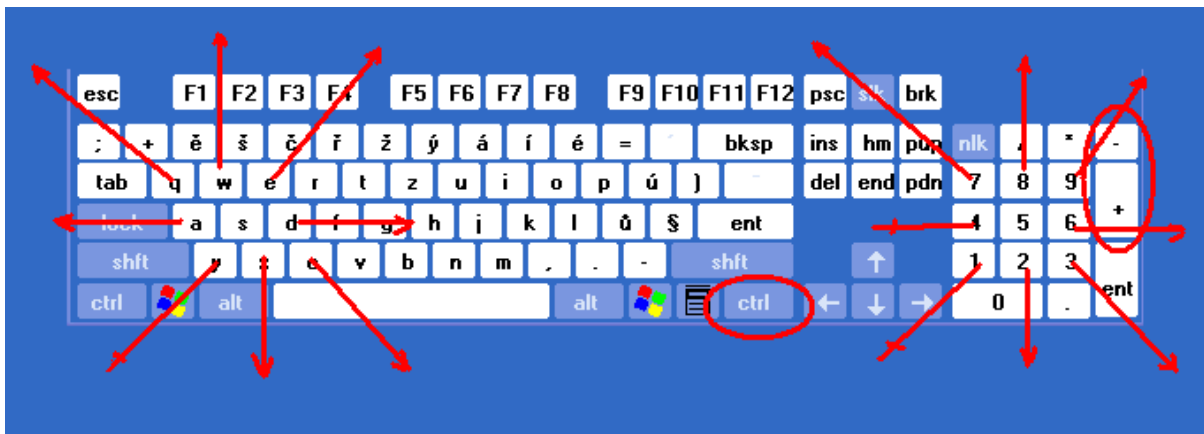 esc F1 F2 F3 F4 F5 F6 F7 F8 F9 F10 F11 F12 psc slk brk
; + ě š č ř ž ý á í é = ´ bksp ins hm pup nlk / * -
tab q w e r t z u i o p ú ) ¨ del end pdn 7 8 9 +
lock a s d f g h j k l ů § ent 4 5 6
shft y x c v b n m , . - shft ↑ 1 2 3 ent
ctrl alt alt ctrl ← ↓ → 0 .